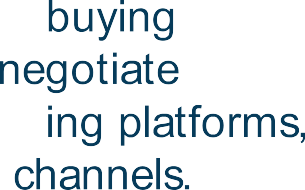 buying
negotiate
ing platforms,
channels.